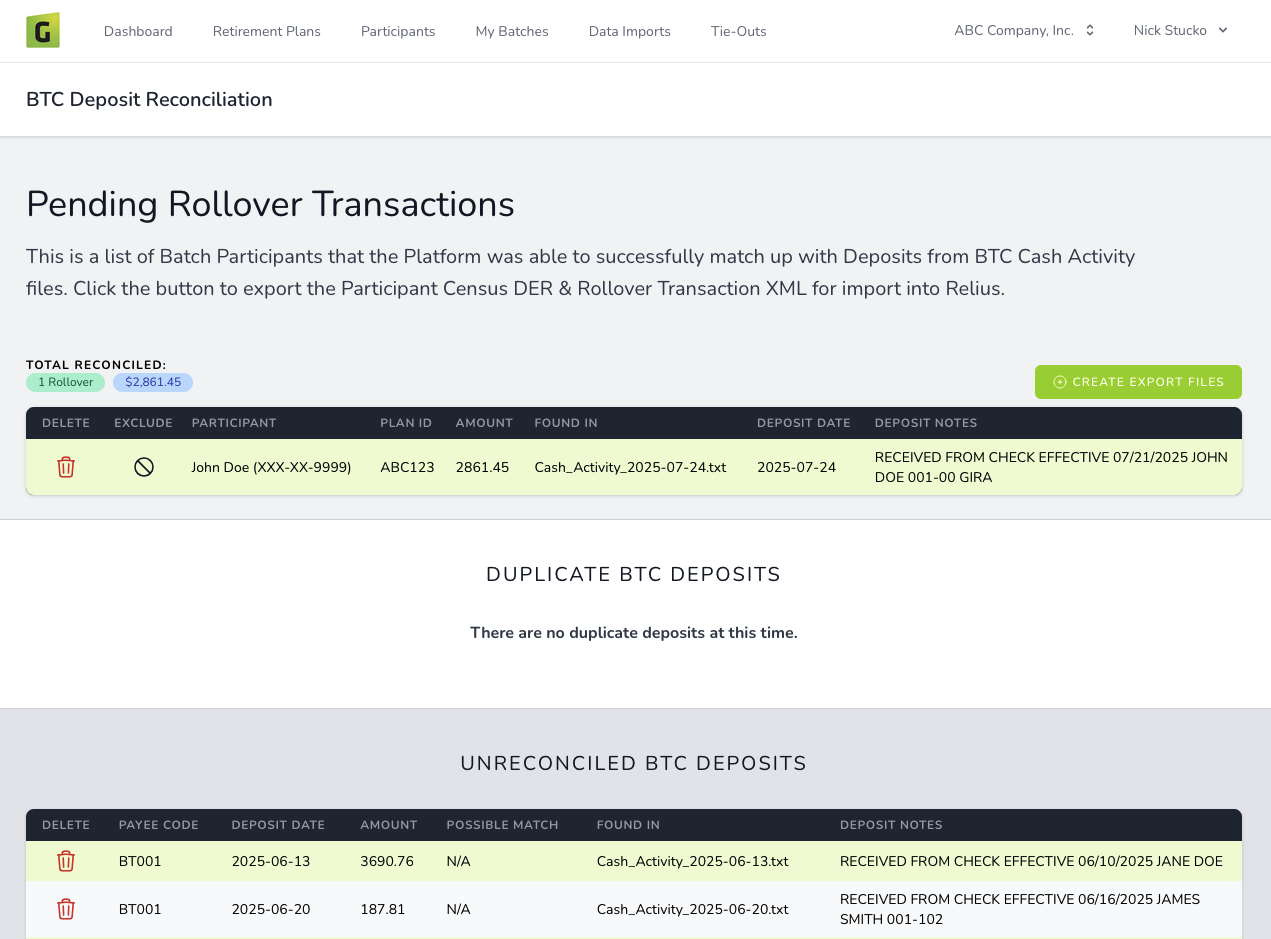 G
Dashboard Retirement Plans Participants My Batches Data Imports Tie-Outs ABC Company, Inc. Nick Stucko
BTC Deposit Reconciliation
Pending Rollover Transactions
This is a list of Batch Participants that the Platform was able to successfully match up with Deposits from BTC Cash Activity
files. Click the button to export the Participant Census DER & Rollover Transaction XML for import into Relius.
TOTAL RECONCILED:
1 Rollover $2,861.45
CREATE EXPORT FILES
DELETE EXCLUDE PARTICIPANT PLAN ID AMOUNT FOUND IN DEPOSIT DATE DEPOSIT NOTES
John Doe (XXX-XX-9999) ABC123 2861.45 Cash_Activity_2025-07-24.txt 2025-07-24 RECEIVED FROM CHECK EFFECTIVE 07/21/2025 JOHN
DOE 001-00 GIRA
DUPLICATE BTC DEPOSITS
There are no duplicate deposits at this time.
UNRECONCILED BTC DEPOSITS
DELETE PAYEE CODE DEPOSIT DATE AMOUNT POSSIBLE MATCH FOUND IN DEPOSIT NOTES
BT001 2025-06-13 3690.76 N/A Cash_Activity_2025-06-13.txt RECEIVED FROM CHECK EFFECTIVE 06/10/2025 JANE DOE
BT001 2025-06-20 187.81 N/A Cash_Activity_2025-06-20.txt RECEIVED FROM CHECK EFFECTIVE 06/16/2025 JAMES
SMITH 001-102